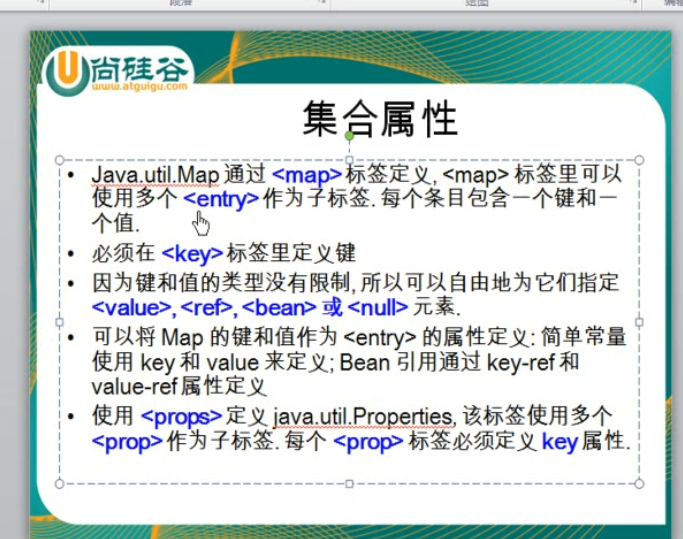 段落
绘图
尚硅谷
www.atguigu.com
集合属性
• Java.util.Map 通过 <map> 标签定义, <map> 标签里可以
使用多个 <entry> 作为子标签. 每个条目包含一个键和一
个值.
• 必须在 <key> 标签里定义键
• 因为键和值的类型没有限制, 所以可以自由地为它们指定
<value>, <ref>, <bean> 或 <null> 元素.
• 可以将 Map 的键和值作为 <entry> 的属性定义: 简单常量
使用 key 和 value 来定义; Bean 引用通过 key-ref 和
value-ref 属性定义
• 使用 <props> 定义 java.util.Properties, 该标签使用多个
<prop> 作为子标签. 每个 <prop> 标签必须定义 key 属性.